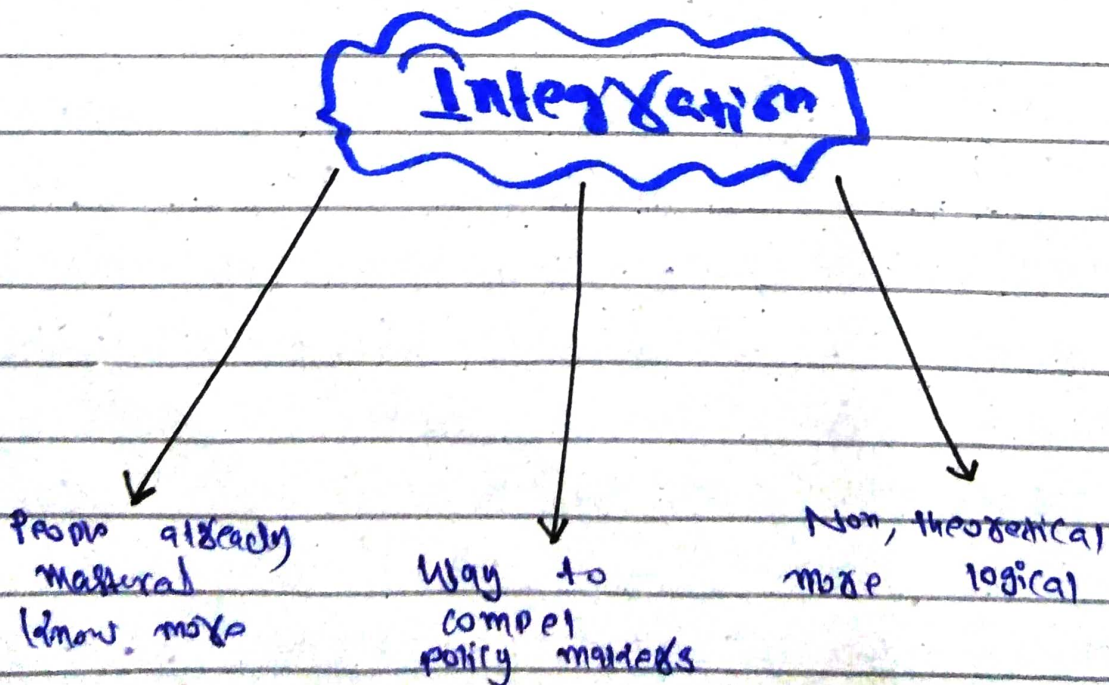 Integration
People already
mastered
know more
Way to
compel
policy makers
Non, theoretical
more logical